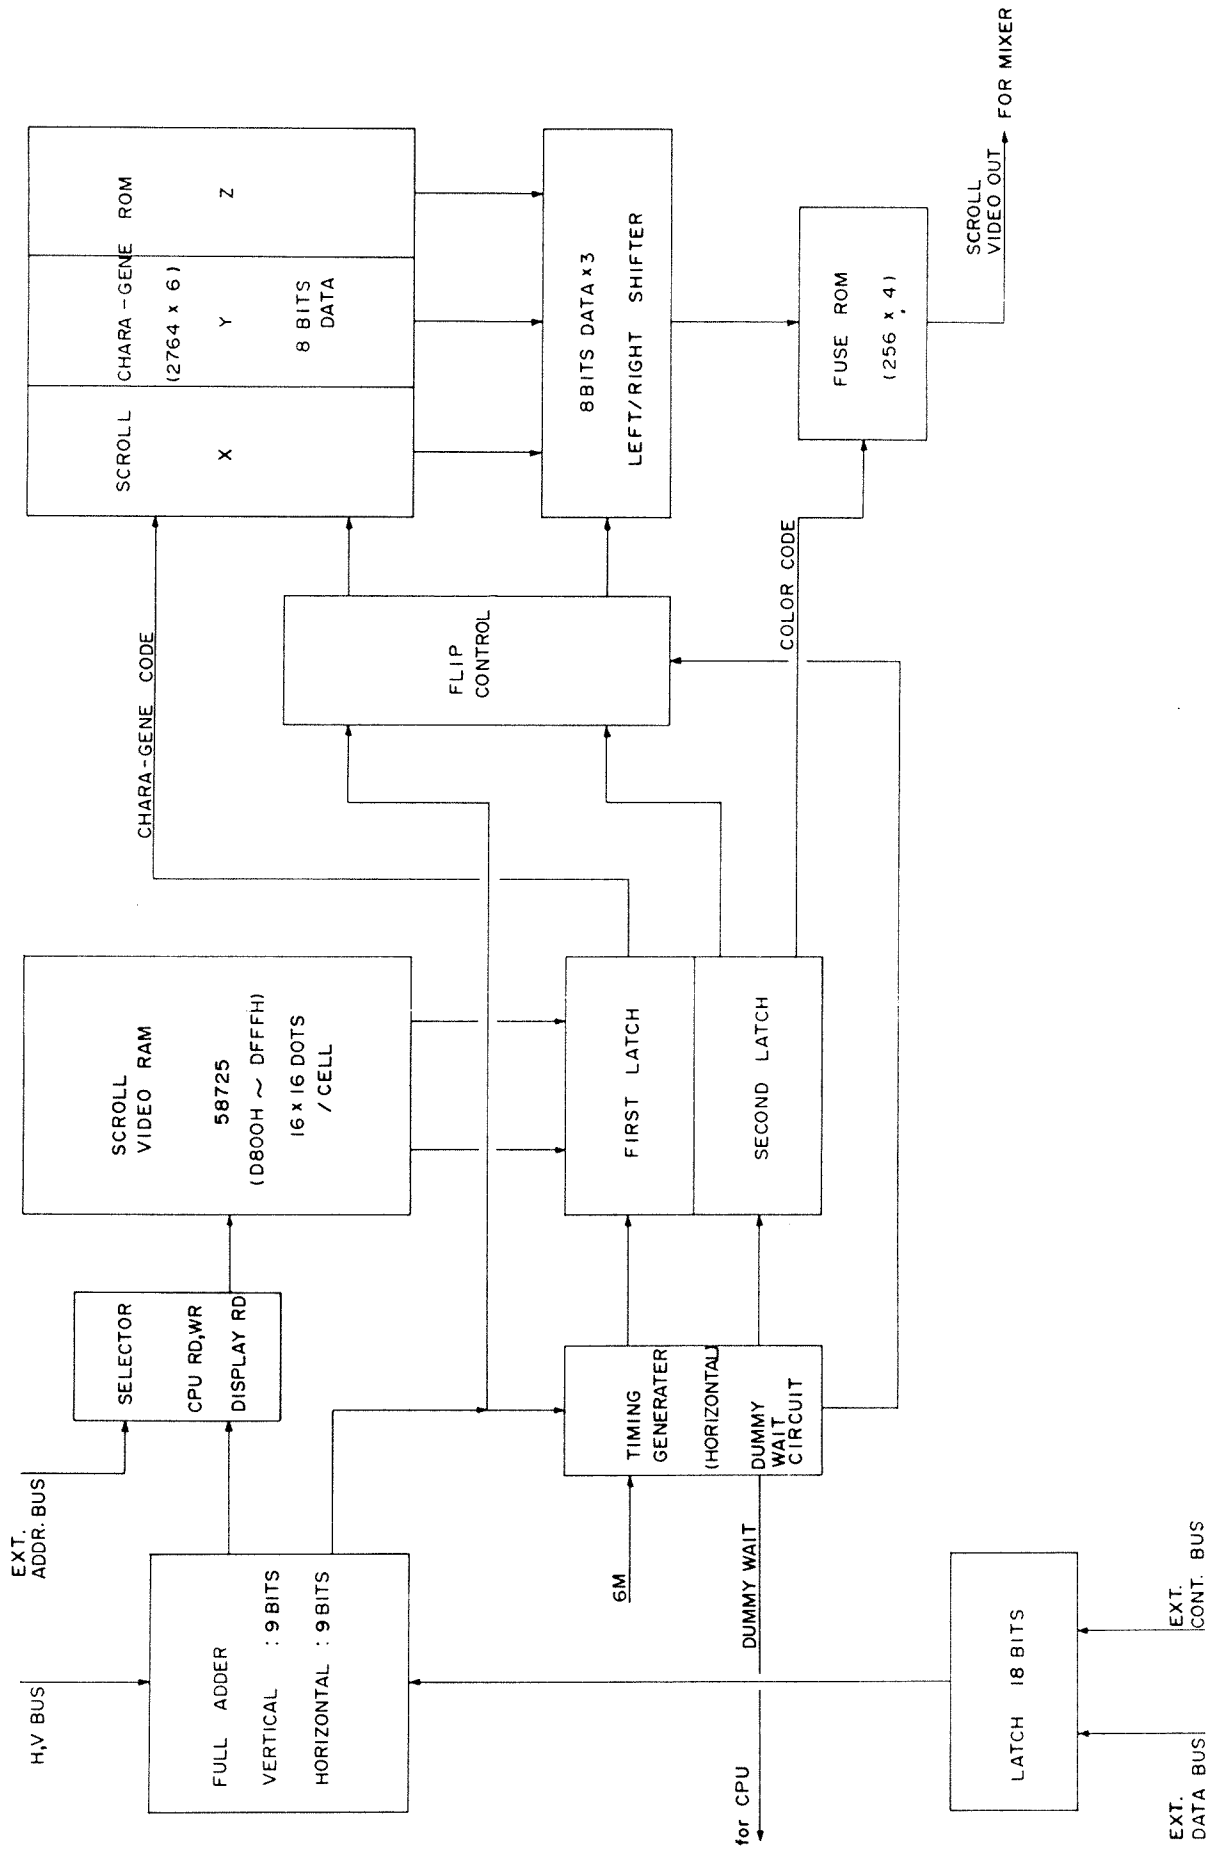 H,V BUS
FULL ADDER
VERTICAL : 9 BITS
HORIZONTAL : 9 BITS
EXT.
ADDR. BUS
SELECTOR
CPU RD,WR
DISPLAY RD
SCROLL
VIDEO RAM
58725
(D800H ~ DFFFH)
16 x 16 DOTS
/CELL
CHARA-GENE CODE
SCROLL CHARA-GENE ROM
(2764 x 6)
X Y Z
8 BITS
DATA
FLIP
CONTROL
8BITS DATA x 3
LEFT/RIGHT SHIFTER
6M
TIMING
GENERATER
(HORIZONTAL)
DUMMY
WAIT
CIRCUIT
FIRST LATCH
SECOND LATCH
COLOR CODE
FUSE ROM
(256 x 4)
SCROLL
VIDEO OUT
FOR MIXER
for CPU
DUMMY WAIT
LATCH 18 BITS
EXT.
DATA BUS
EXT.
CONT. BUS